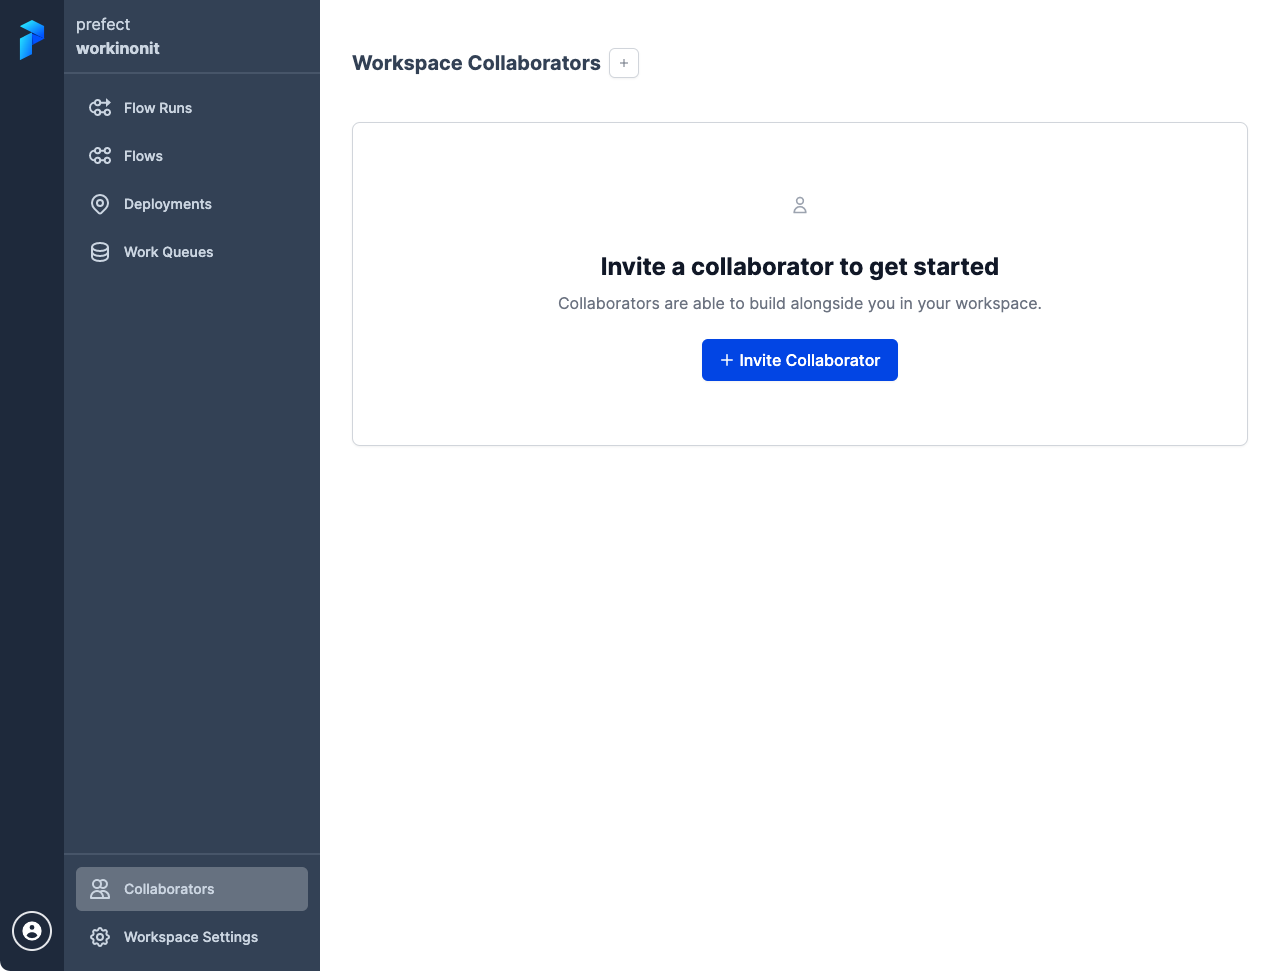 prefect
workinonit
Flow Runs
Flows
Deployments
Work Queues
Collaborators
Workspace Settings
Workspace Collaborators
Invite a collaborator to get started
Collaborators are able to build alongside you in your workspace.
+ Invite Collaborator